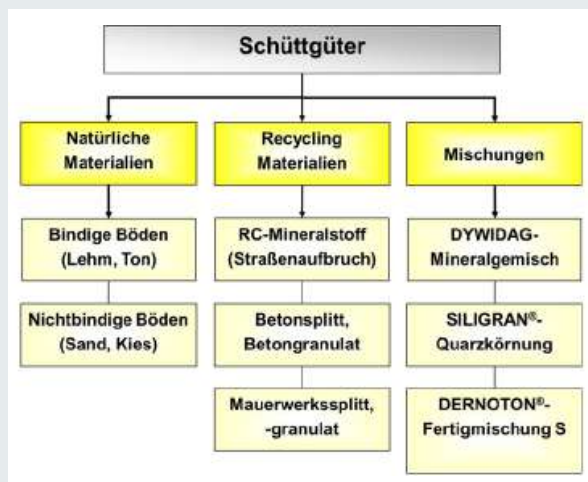 Schüttgüter
Natürliche
Materialien
Recycling
Materialien
Mischungen
Bindige Böden
(Lehm, Ton)
RC-Mineralstoff
(Straßenaufbruch)
DYWIDAG-
Mineralgemisch
Nichtbindige Böden
(Sand, Kies)
Betonsplitt,
Betongranulat
SILIGRAN®-
Quarzkörnung
Mauerwerkssplitt,
-granulat
DERNOTON®-
Fertigmischung S